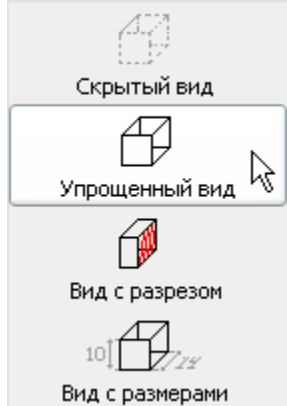 Скрытый вид
Упрощенный вид
Вид с разрезом
10
Вид с размерами